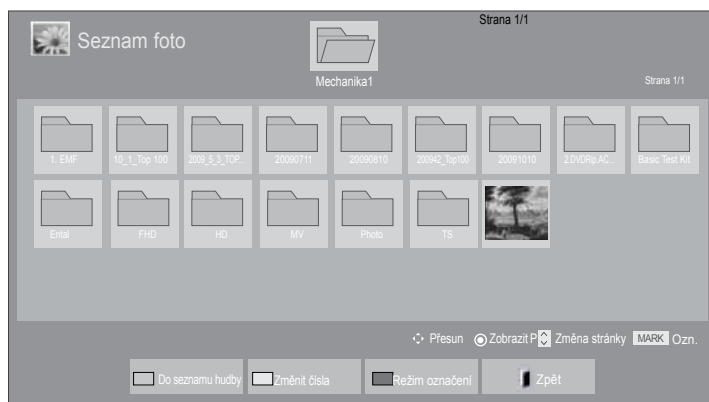 Strana 1/1
Seznam foto
Mechanika1
Strana 1/1
1. EMF 10_1_Top 100 2009_5_3_TOP... 20090711 20090810 200942_Top100 20091010 2.DVDRip.AC... Basic Test Kit
Ental FHD HD MV Photo TS
Přesun Zobrazit P Změna stránky MARK Ozn.
Do seznamu hudby Změnit čísla Režim označení Zpět